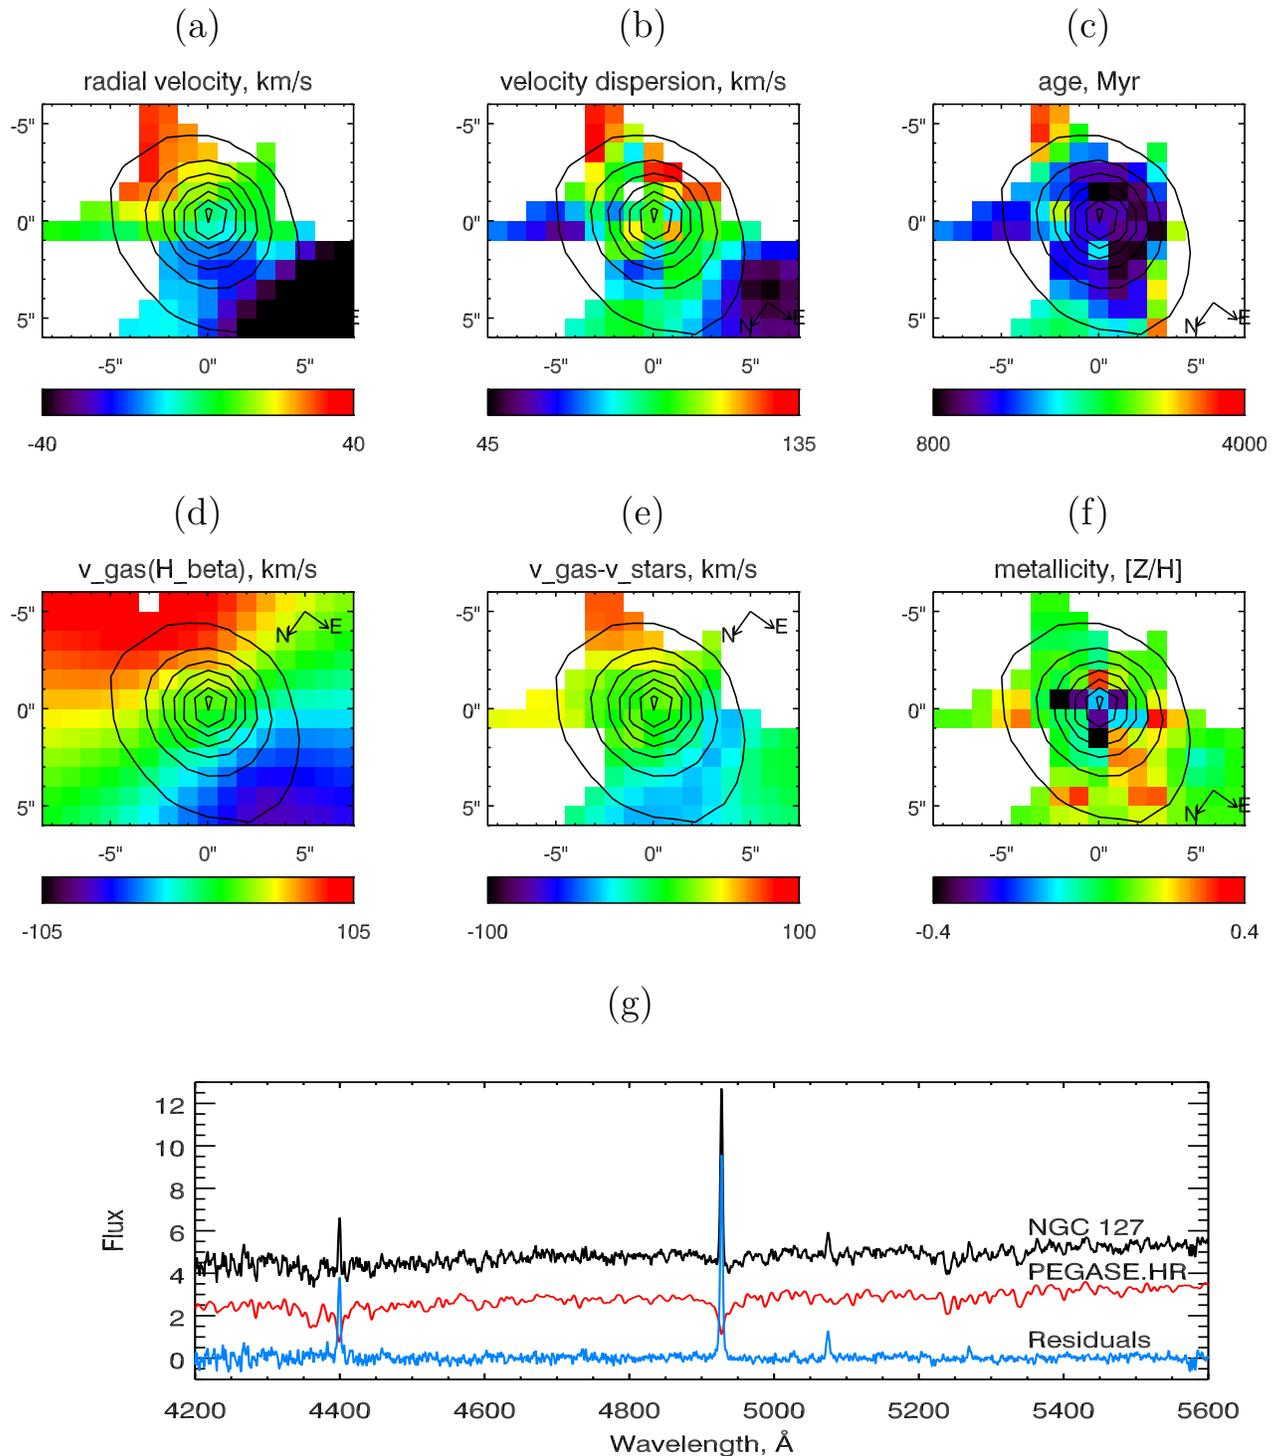 (a) (b) (c)
radial velocity, km/s velocity dispersion, km/s age, Myr
-5" -5" -5"
0" 0" 0"
5" E 5" N E 5" N E
-5" 0" 5" -5" 0" 5" -5" 0" 5"
-40 40 45 135 800 4000
(d) (e) (f)
v_gas(H_beta), km/s v_gas-v_stars, km/s metallicity, [Z/H]
-5" N E -5" N E -5"
0" 0" 0"
5" 5" 5" N E
-5" 0" 5" -5" 0" 5" -5" 0" 5"
-105 105 -100 100 -0.4 0.4
(g)
12
10
8
6 NGC 127
4 PEGASE.HR
2 Residuals
0
Flux
4200 4400 4600 4800 5000 5200 5400 5600
Wavelength, Å